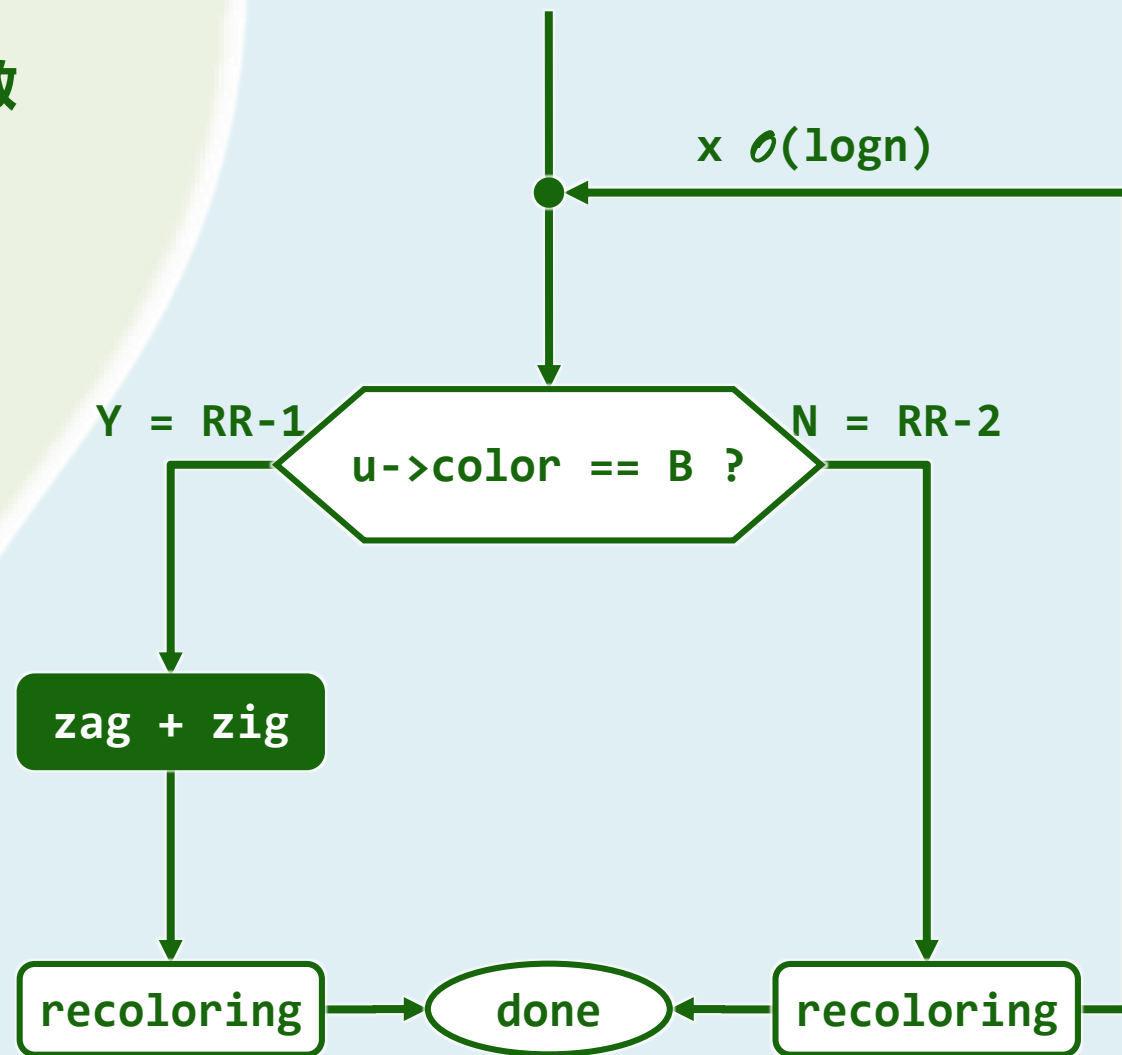 x O(logn)
Y = RR-1
N = RR-2
u->color == B ?
zag + zig
recoloring
done
recoloring